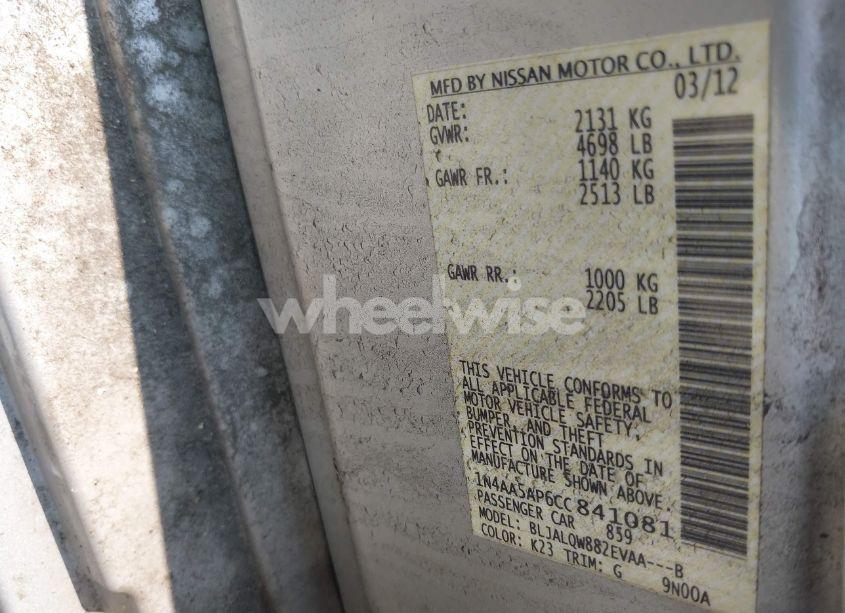 MFD BY NISSAN MOTOR CO., LTD.
DATE: 03/12
GVWR: 2131 KG
4698 LB
GAWR FR.: 1140 KG
2513 LB
GAWR RR.: 1000 KG
2205 LB
wheelwise
THIS VEHICLE CONFORMS TO
ALL APPLICABLE FEDERAL
MOTOR VEHICLE SAFETY,
BUMPER, AND THEFT
PREVENTION STANDARDS IN
EFFECT ON THE DATE OF
MANUFACTURE SHOWN ABOVE.
1N4AA5AP6CC841081
PASSENGER CAR 859
MODEL: BLJALQW882EVAA---B
COLOR: K23 TRIM: G 9N00A